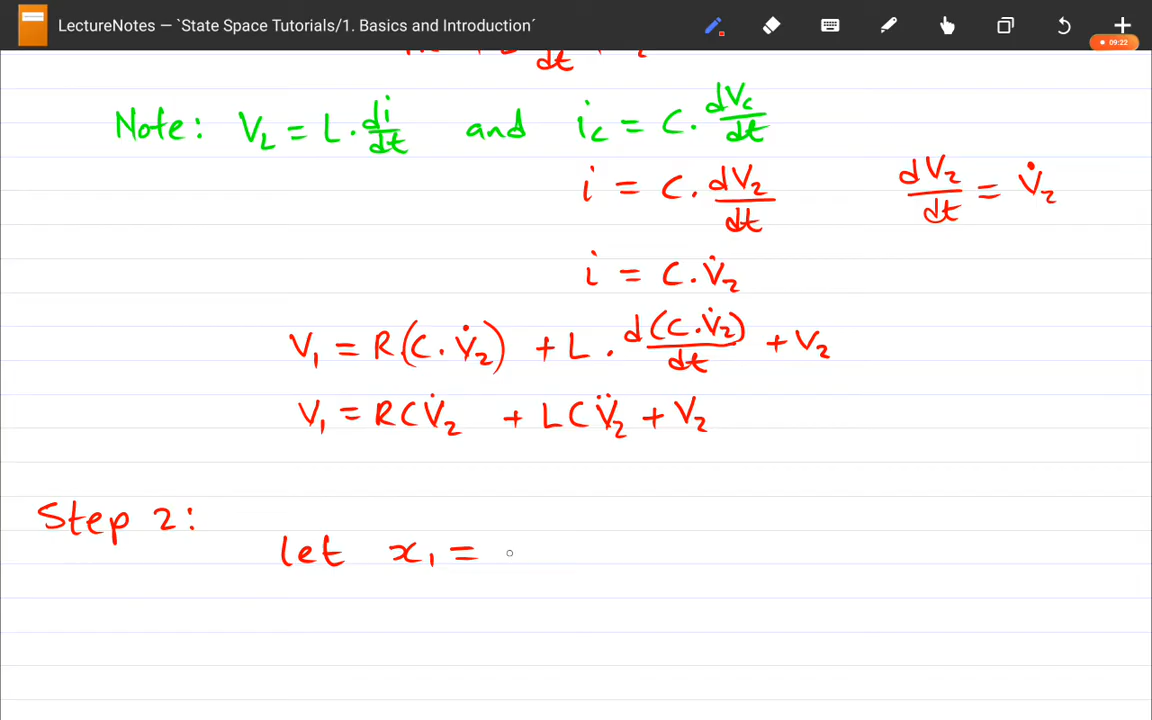 LectureNotes — `State Space Tutorials/1. Basics and Introduction´
09:22
dt
Note: V_L = L · di/dt and i_c = C · dV_c/dt
i = C · dV_2/dt dV_2/dt = V̇_2
i = C · V̇_2
V_1 = R(C · V̇_2) + L · d(C · V̇_2)/dt + V_2
V_1 = RCV̇_2 + LCV̈_2 + V_2
Step 2:
let x_1 =